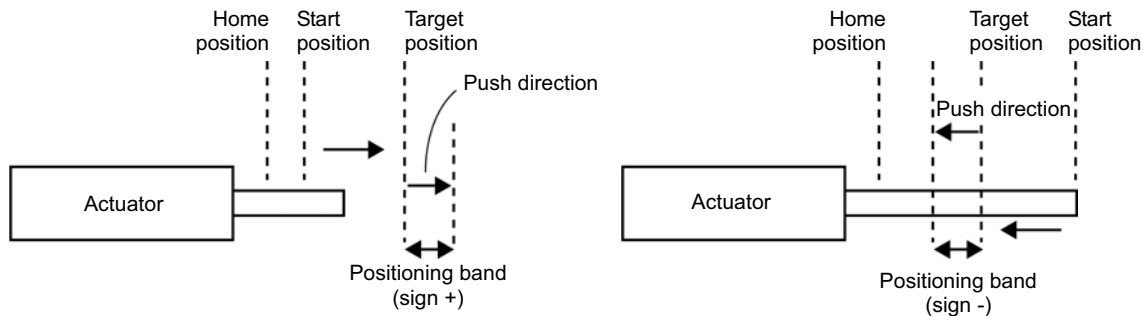 Home
position
Start
position
Target
position
Push direction
Actuator
Positioning band
(sign +)
Home
position
Target
position
Start
position
Push direction
Actuator
Positioning band
(sign -)